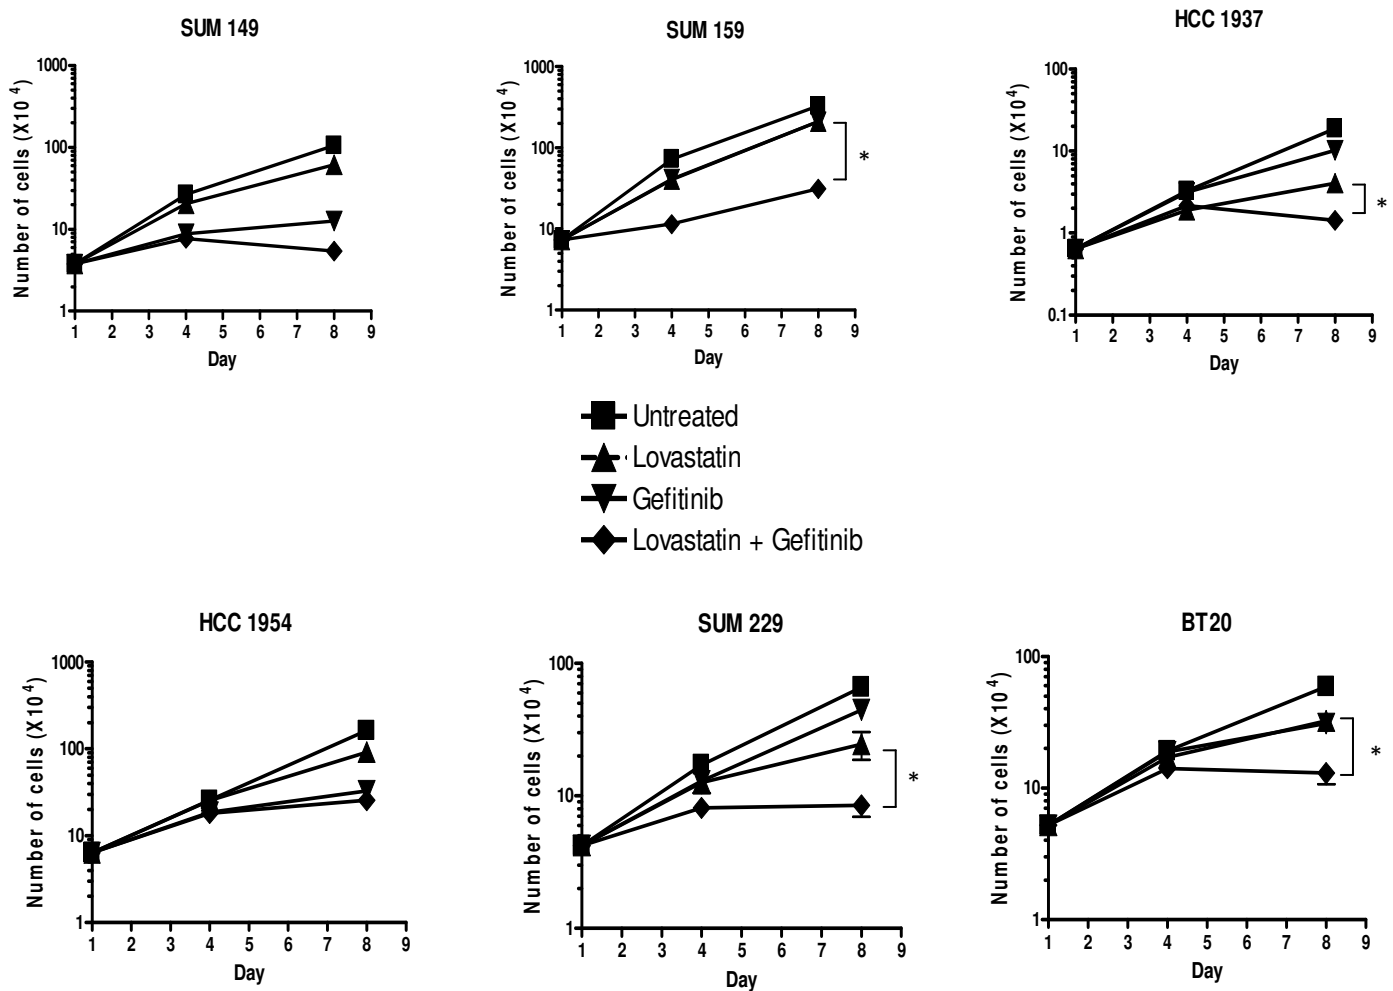 SUM 149
Number of cells (X10 4)
1000
100
10
1
1 2 3 4 5 6 7 8 9
Day
SUM 159
Number of cells (X10 4)
1000
100
10
1
*
1 2 3 4 5 6 7 8 9
Day
HCC 1937
Number of cells (X10 4)
100
10
1
0.1
*
1 2 3 4 5 6 7 8 9
Day
Untreated
Lovastatin
Gefitinib
Lovastatin + Gefitinib
HCC 1954
Number of cells (X10 4)
1000
100
10
1
1 2 3 4 5 6 7 8 9
Day
SUM 229
Number of cells (X10 4)
100
10
1
*
1 2 3 4 5 6 7 8 9
Day
BT20
Number of cells (X10 4)
100
10
1
*
1 2 3 4 5 6 7 8 9
Day